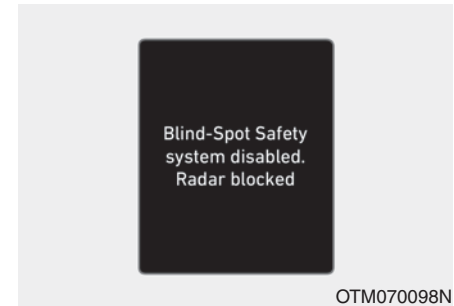 Blind-Spot Safety
system disabled.
Radar blocked
OTM070098N